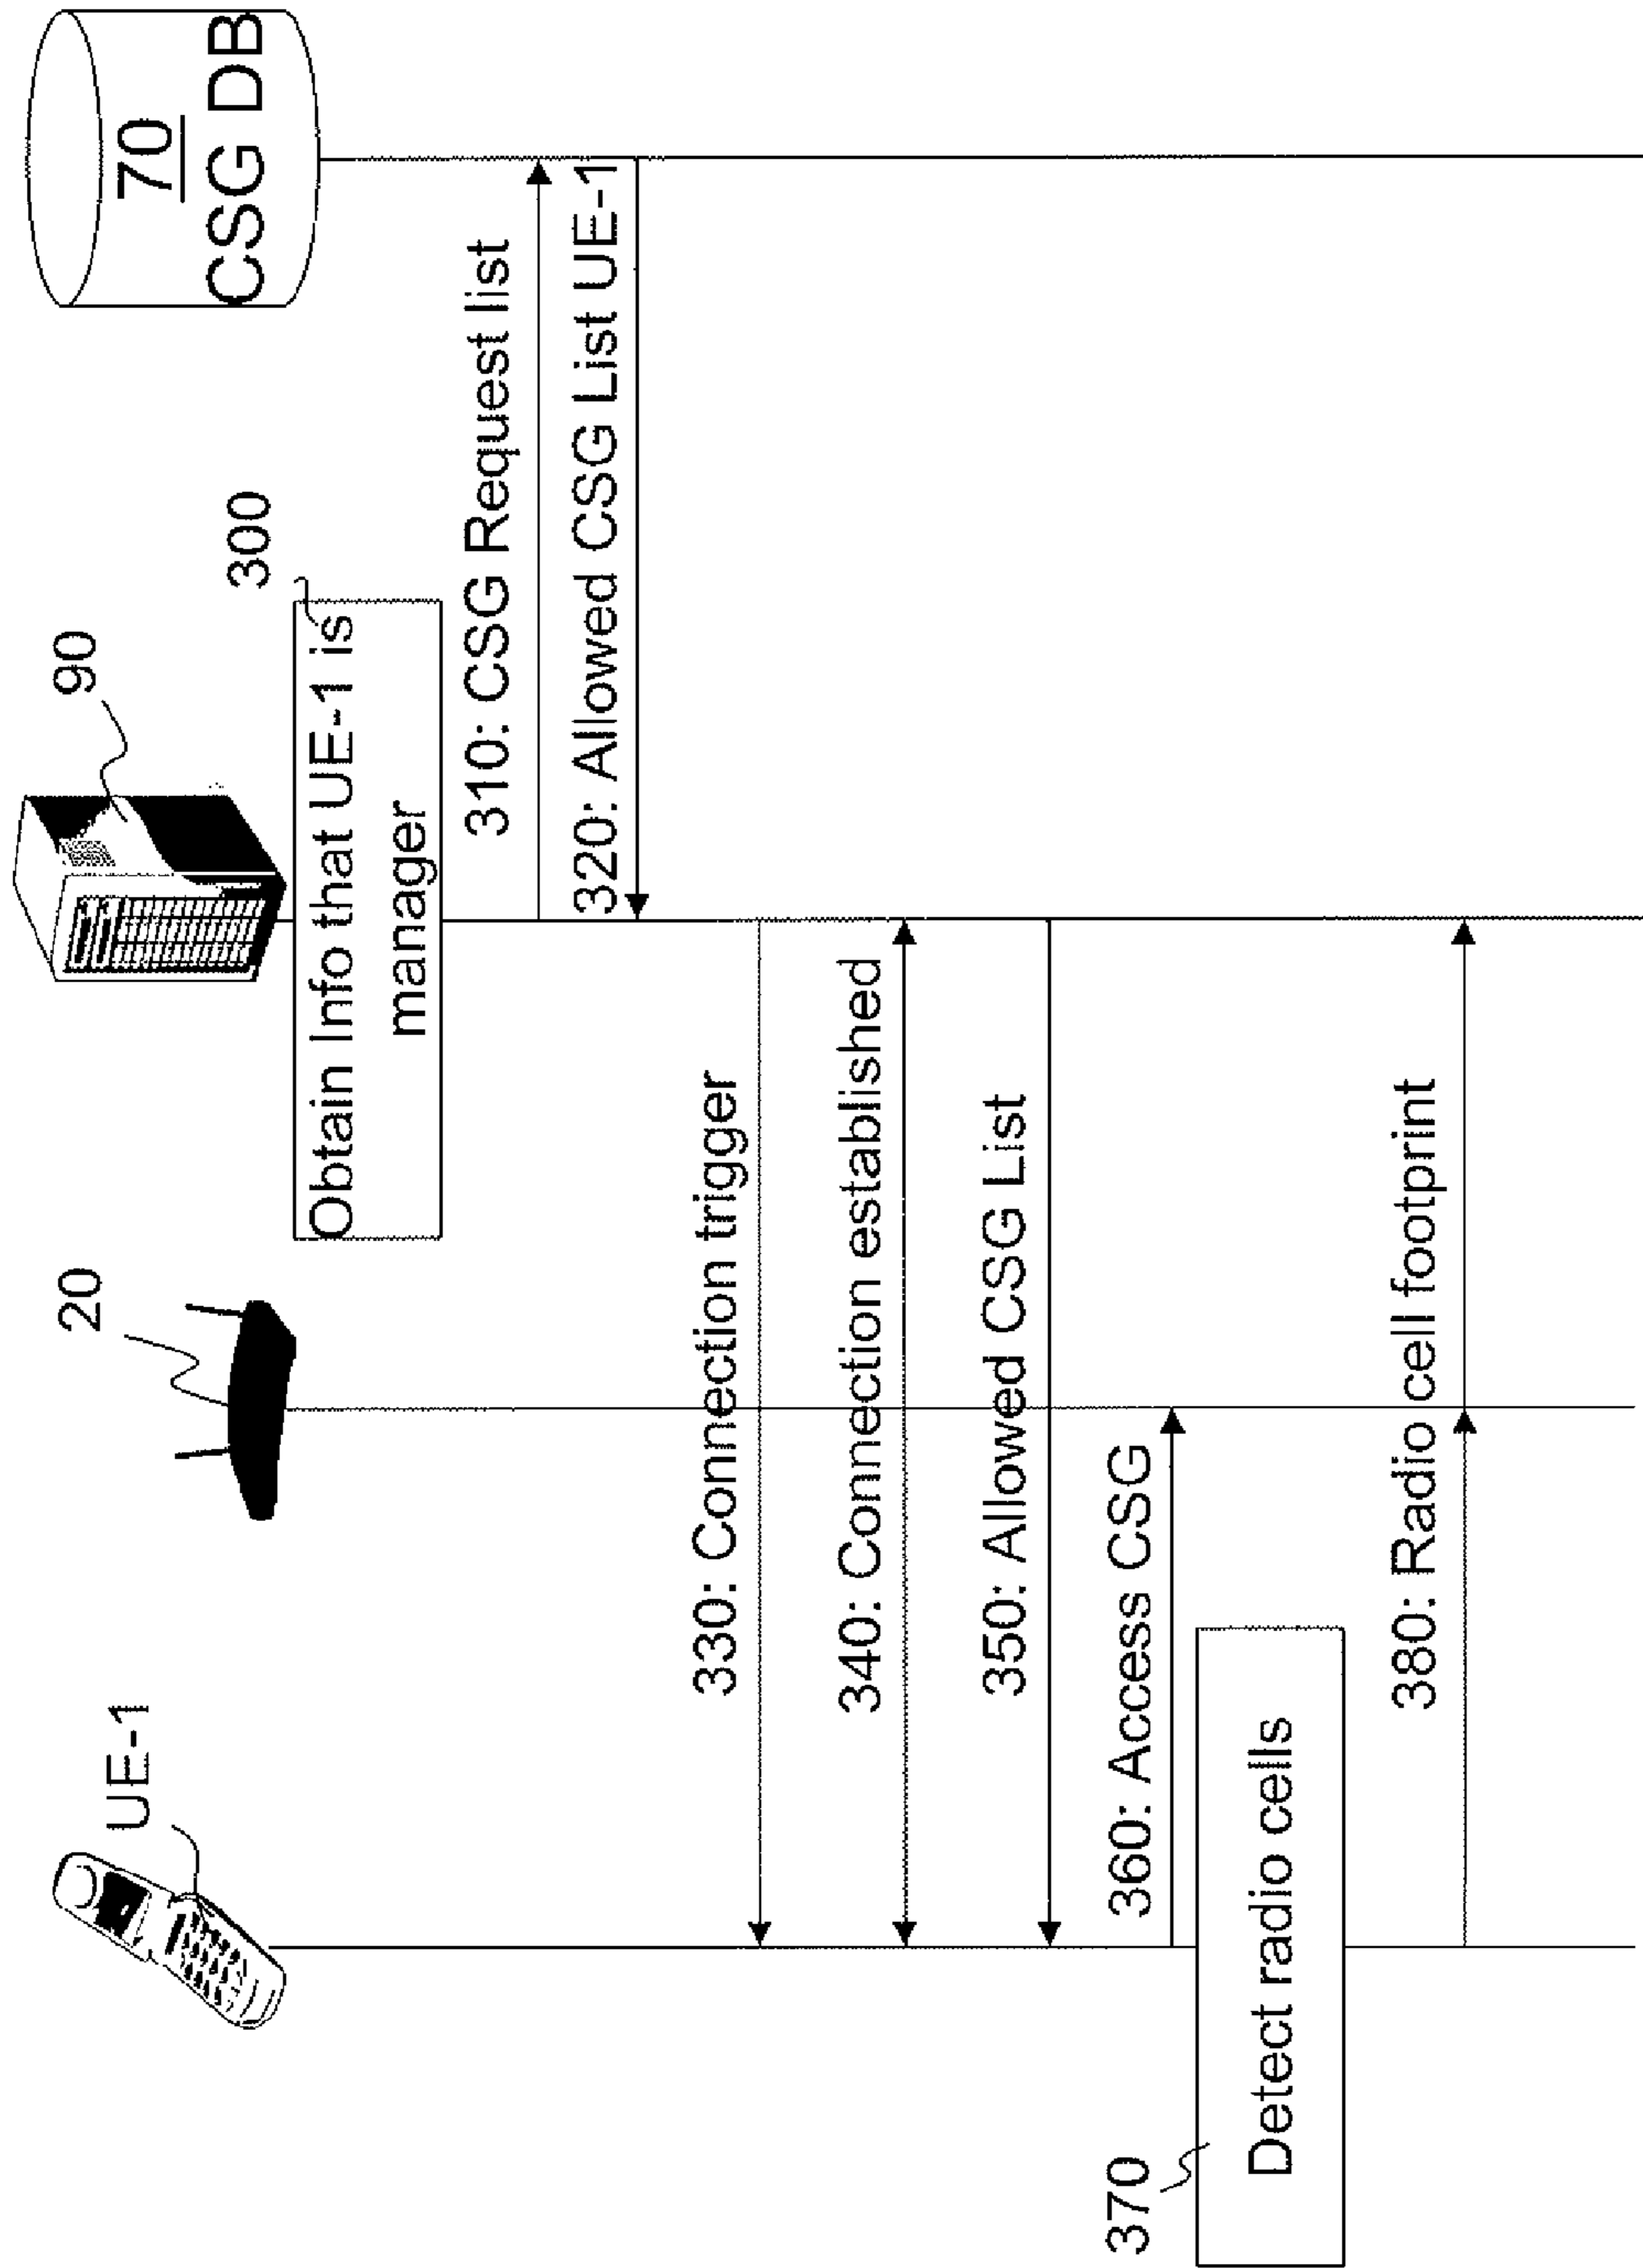 UE-1
20
90
70
CSG DB
300
Obtain Info that UE-1 is
manager
310: CSG Request list
320: Allowed CSG List UE-1
330: Connection trigger
340: Connection established
350: Allowed CSG List
360: Access CSG
370
Detect radio cells
380: Radio cell footprint